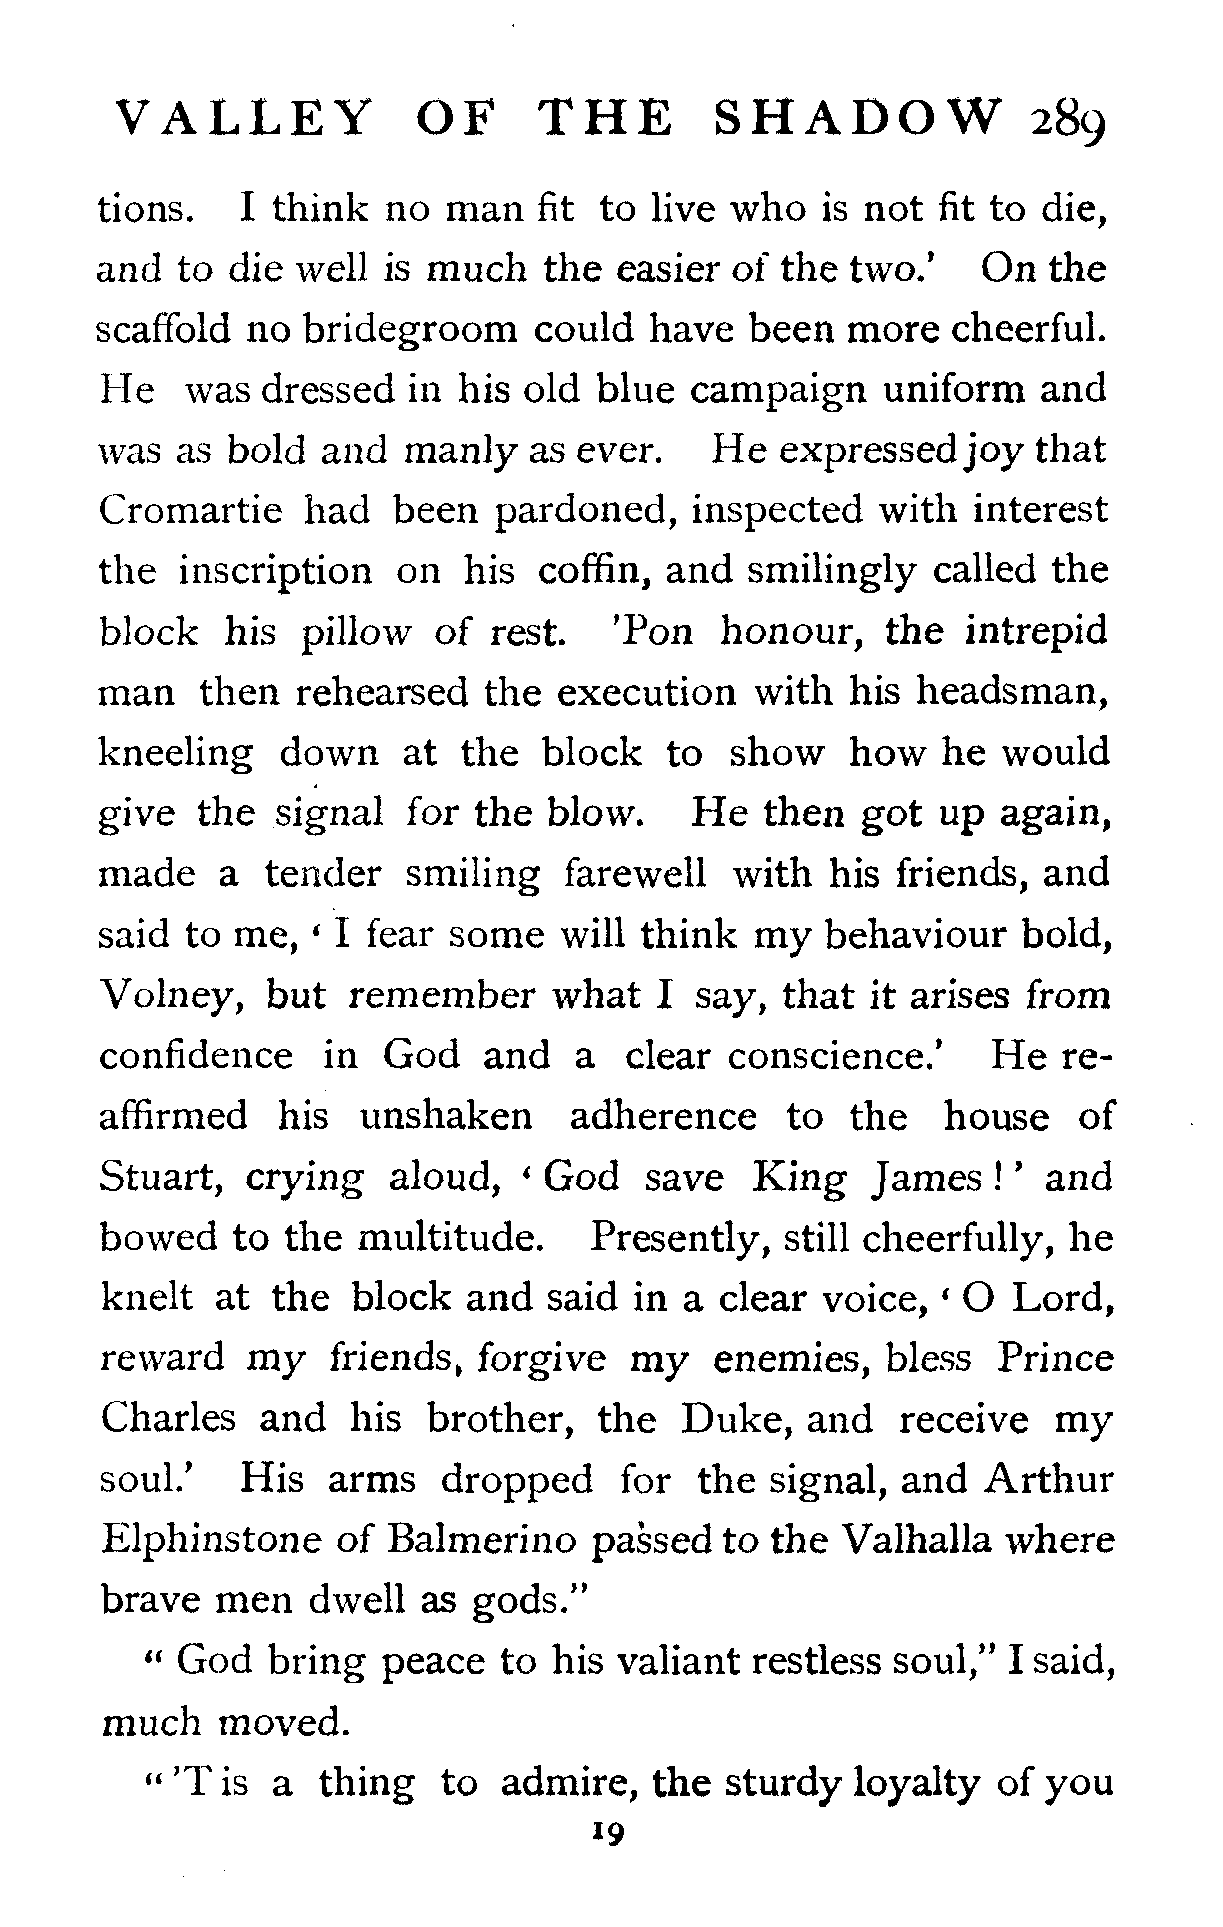 VALLEY OF THE SHADOW 289
tions. I think no man fit to live who is not fit to die,
and to die well is much the easier of the two.' On the
scaffold no bridegroom could have been more cheerful.
He was dressed in his old blue campaign uniform and
was as bold and manly as ever. He expressed joy that
Cromartie had been pardoned, inspected with interest
the inscription on his coffin, and smilingly called the
block his pillow of rest. 'Pon honour, the intrepid
man then rehearsed the execution with his headsman,
kneeling down at the block to show how he would
give the signal for the blow. He then got up again,
made a tender smiling farewell with his friends, and
said to me, ' I fear some will think my behaviour bold,
Volney, but remember what I say, that it arises from
confidence in God and a clear conscience.' He re-
affirmed his unshaken adherence to the house of
Stuart, crying aloud, ' God save King James ! ' and
bowed to the multitude. Presently, still cheerfully, he
knelt at the block and said in a clear voice, ' O Lord,
reward my friends, forgive my enemies, bless Prince
Charles and his brother, the Duke, and receive my
soul.' His arms dropped for the signal, and Arthur
Elphinstone of Balmerino passed to the Valhalla where
brave men dwell as gods."
" God bring peace to his valiant restless soul," I said,
much moved.
" 'Tis a thing to admire, the sturdy loyalty of you
19